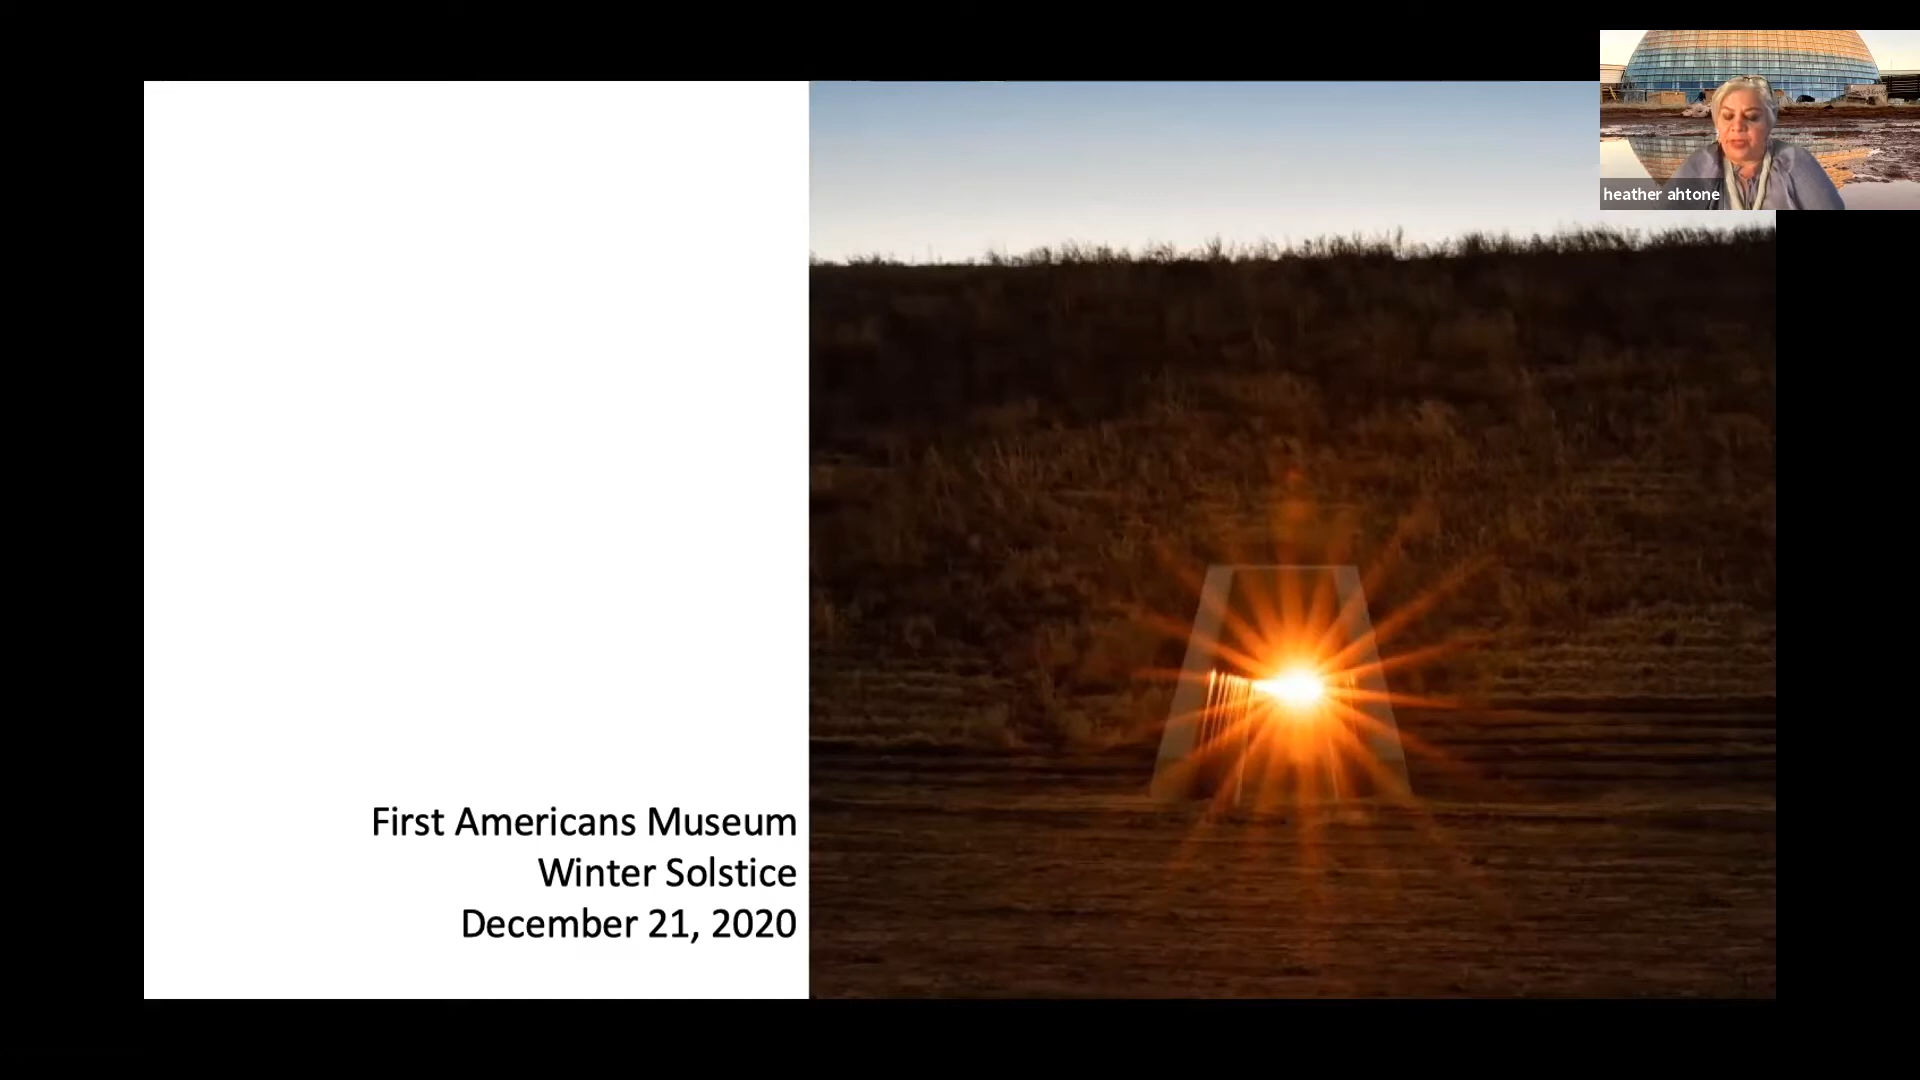 heather ahtone
First Americans Museum
Winter Solstice
December 21, 2020